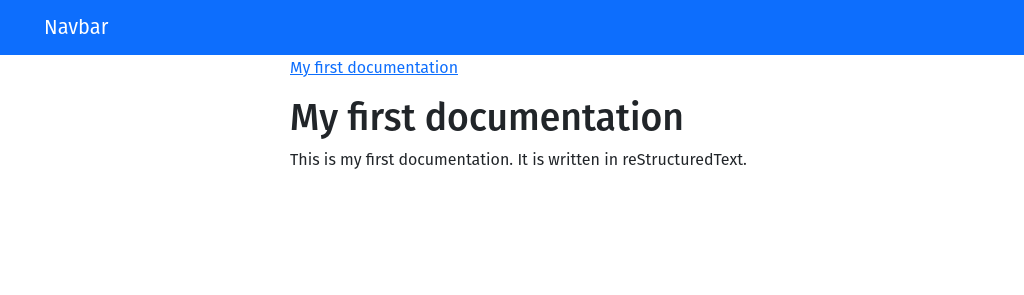 Navbar
My first documentation
My first documentation
This is my first documentation. It is written in reStructuredText.